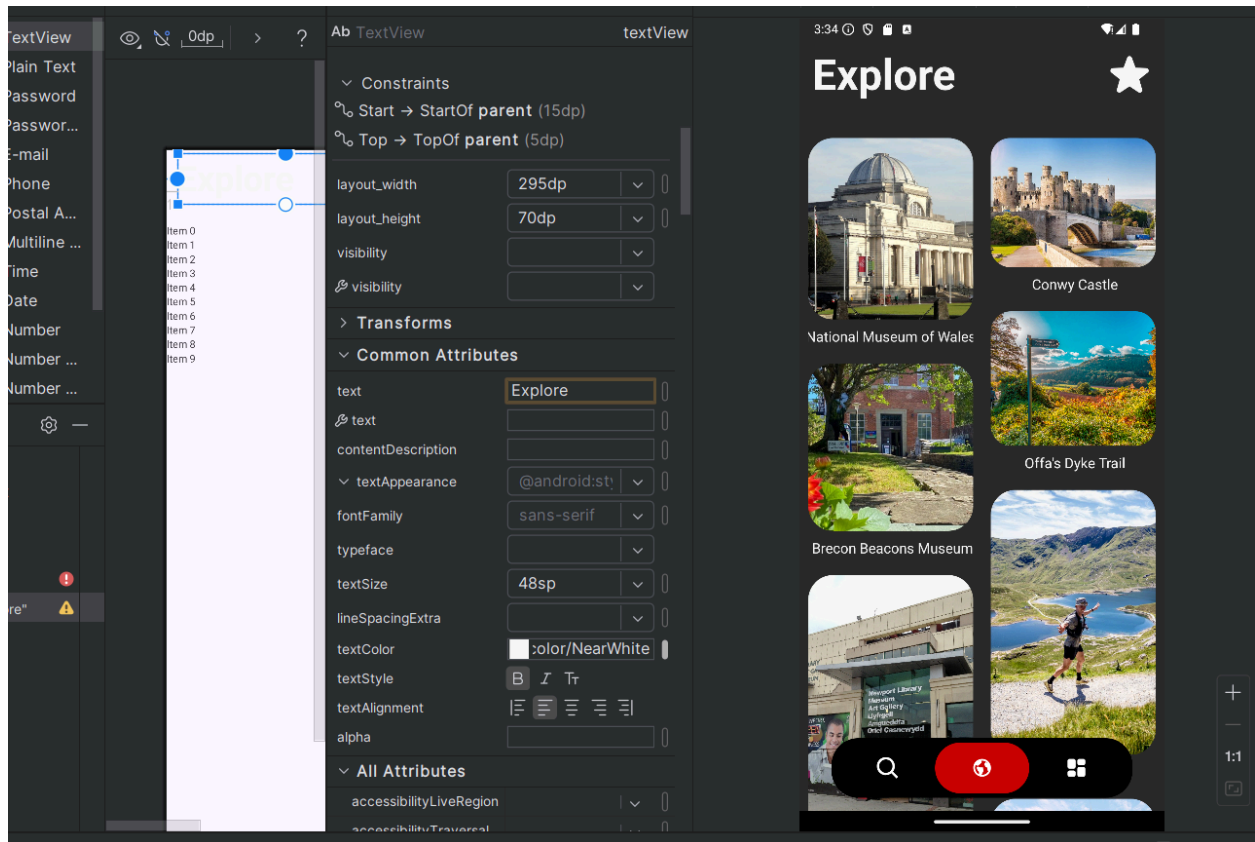 TextView
Plain Text
Password
Passwor...
E-mail
Phone
Postal A...
Multiline ...
Time
Date
Number
Number ...
Number ...
re"
0dp
?
Explore
Item 0
Item 1
Item 2
Item 3
Item 4
Item 5
Item 6
Item 7
Item 8
Item 9
Ab TextView
textView
Constraints
Start → StartOf parent (15dp)
Top → TopOf parent (5dp)
layout_width 295dp
layout_height 70dp
visibility
visibility
Transforms
Common Attributes
text Explore
text
contentDescription
textAppearance @android:sty
fontFamily sans-serif
typeface
textSize 48sp
lineSpacingExtra
textColor :olor/NearWhite
textStyle B I Tт
textAlignment
alpha
All Attributes
accessibilityLiveRegion
accessibilityTraversal
3:34
Explore
National Museum of Wales
Conwy Castle
Brecon Beacons Museum
Offa's Dyke Trail
Newport Library
Museum
Art Gallery
1:1